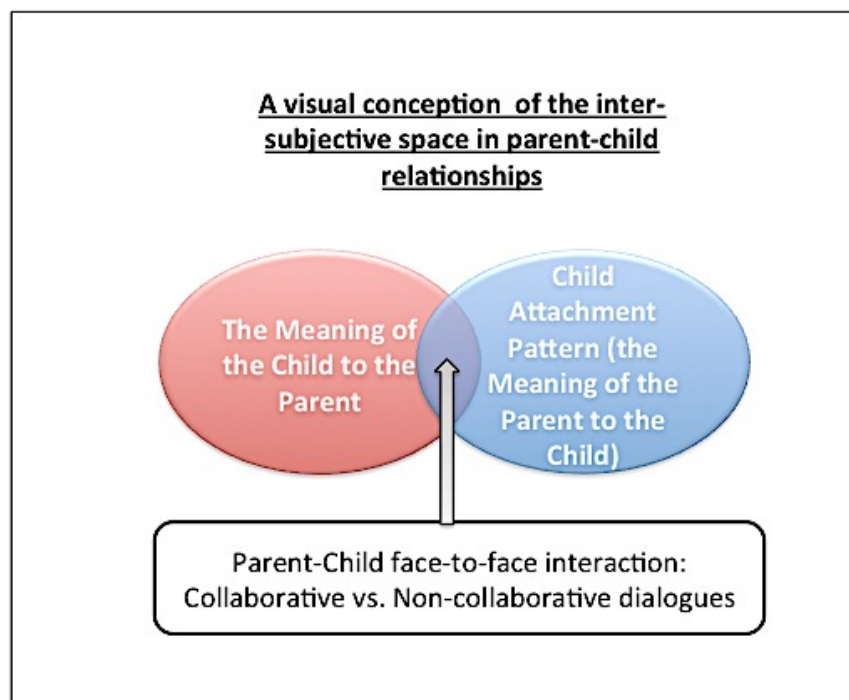 A visual conception of the inter-
subjective space in parent-child
relationships
The Meaning of
the Child to the
Parent
Child
Attachment
Pattern (the
Meaning of the
Parent to the
Child)
Parent-Child face-to-face interaction:
Collaborative vs. Non-collaborative dialogues